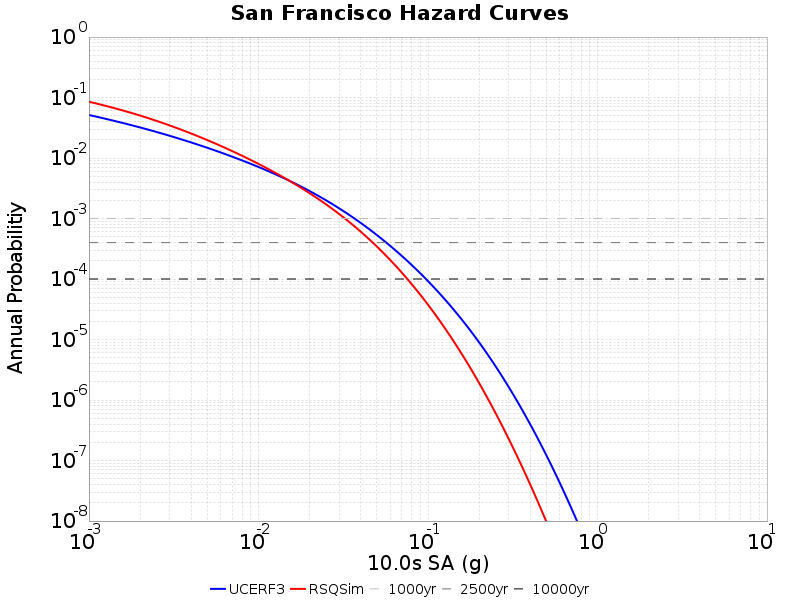 San Francisco Hazard Curves
Annual Probabilitiy
10^0
10^-1
10^-2
10^-3
10^-4
10^-5
10^-6
10^-7
10^-8
10^-3 10^-2 10^-1 10^0 10^1
10.0s SA (g)
UCERF3 RSQSim 1000yr 2500yr 10000yr